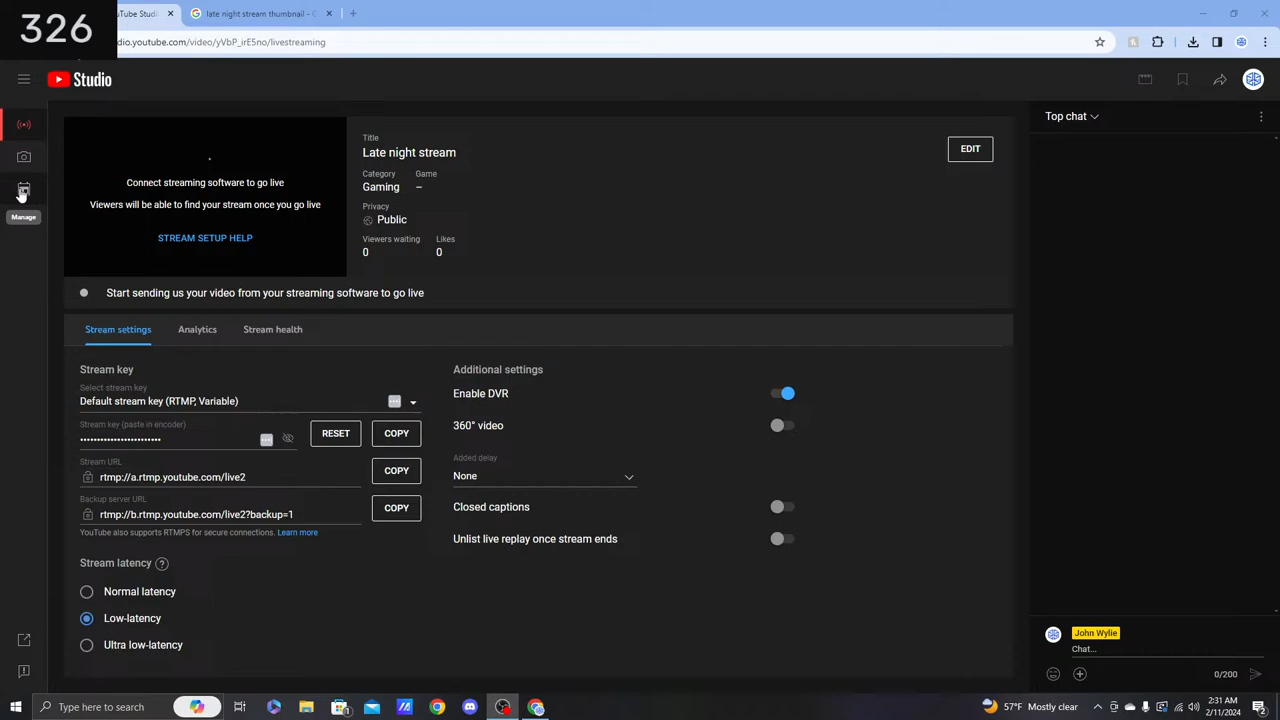 326
uTube Studio
late night stream thumbnail - G
dio.youtube.com/video/yVbP_irE5no/livestreaming
Studio
Manage
Connect streaming software to go live
Viewers will be able to find your stream once you go live
STREAM SETUP HELP
Title
Late night stream
EDIT
Category Game
Gaming –
Privacy
Public
Viewers waiting Likes
0 0
Start sending us your video from your streaming software to go live
Stream settings Analytics Stream health
Stream key
Select stream key
Default stream key (RTMP, Variable)
Stream key (paste in encoder)
•••••••••••••••••••••••• RESET COPY
Stream URL
rtmp://a.rtmp.youtube.com/live2 COPY
Backup server URL
rtmp://b.rtmp.youtube.com/live2?backup=1 COPY
YouTube also supports RTMPS for secure connections. Learn more
Stream latency ?
Normal latency
Low-latency
Ultra low-latency
Additional settings
Enable DVR
360° video
Added delay
None
Closed captions
Unlist live replay once stream ends
Top chat
John Wylie
Chat...
0/200
Type here to search
57°F Mostly clear
2:31 AM
2/11/2024